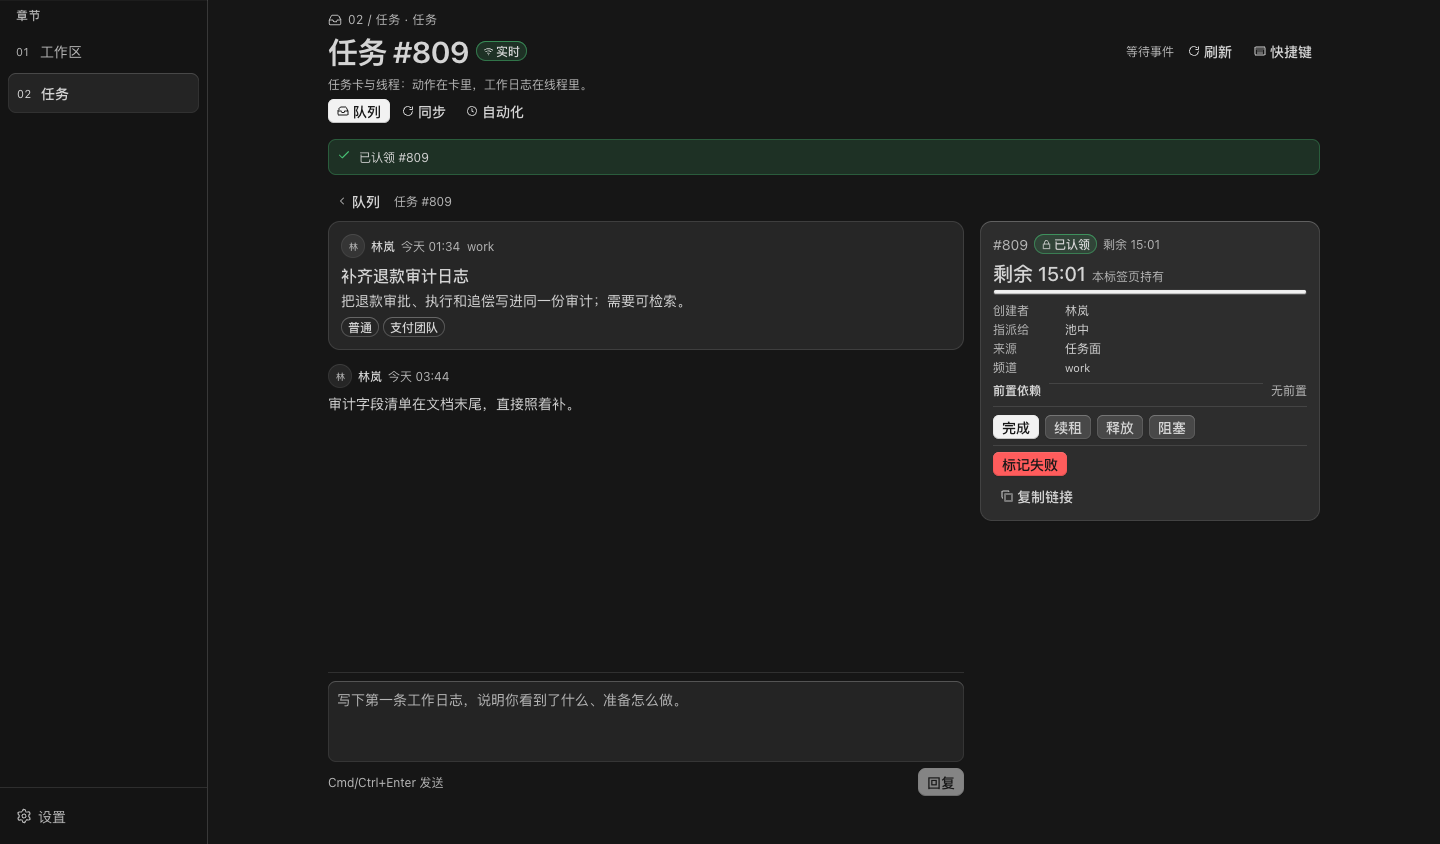 章节
01 工作区
02 任务
设置
02 / 任务 · 任务
任务 #809 实时
等待事件 刷新 快捷键
任务卡与线程：动作在卡里，工作日志在线程里。
队列 同步 自动化
已认领 #809
队列 任务 #809
林 林岚 今天 01:34 work
补齐退款审计日志
把退款审批、执行和追偿写进同一份审计；需要可检索。
普通 支付团队
林 林岚 今天 03:44
审计字段清单在文档末尾，直接照着补。
写下第一条工作日志，说明你看到了什么、准备怎么做。
Cmd/Ctrl+Enter 发送
回复
#809 已认领 剩余 15:01
剩余 15:01 本标签页持有
创建者 林岚
指派给 池中
来源 任务面
频道 work
前置依赖 无前置
完成 续租 释放 阻塞
标记失败
复制链接